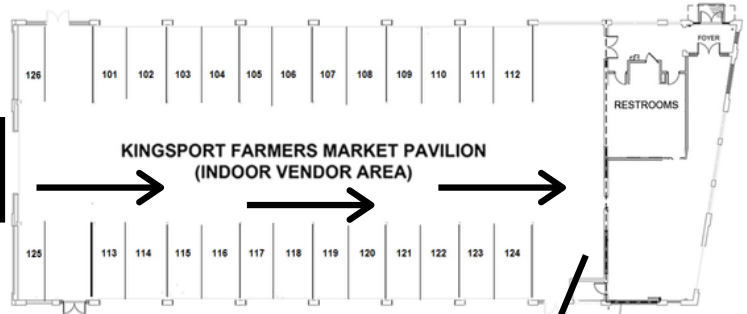 FOYER
126 101 102 103 104 105 106 107 108 109 110 111 112
RESTROOMS
KINGSPORT FARMERS MARKET PAVILION
(INDOOR VENDOR AREA)
125 113 114 115 116 117 118 119 120 121 122 123 124